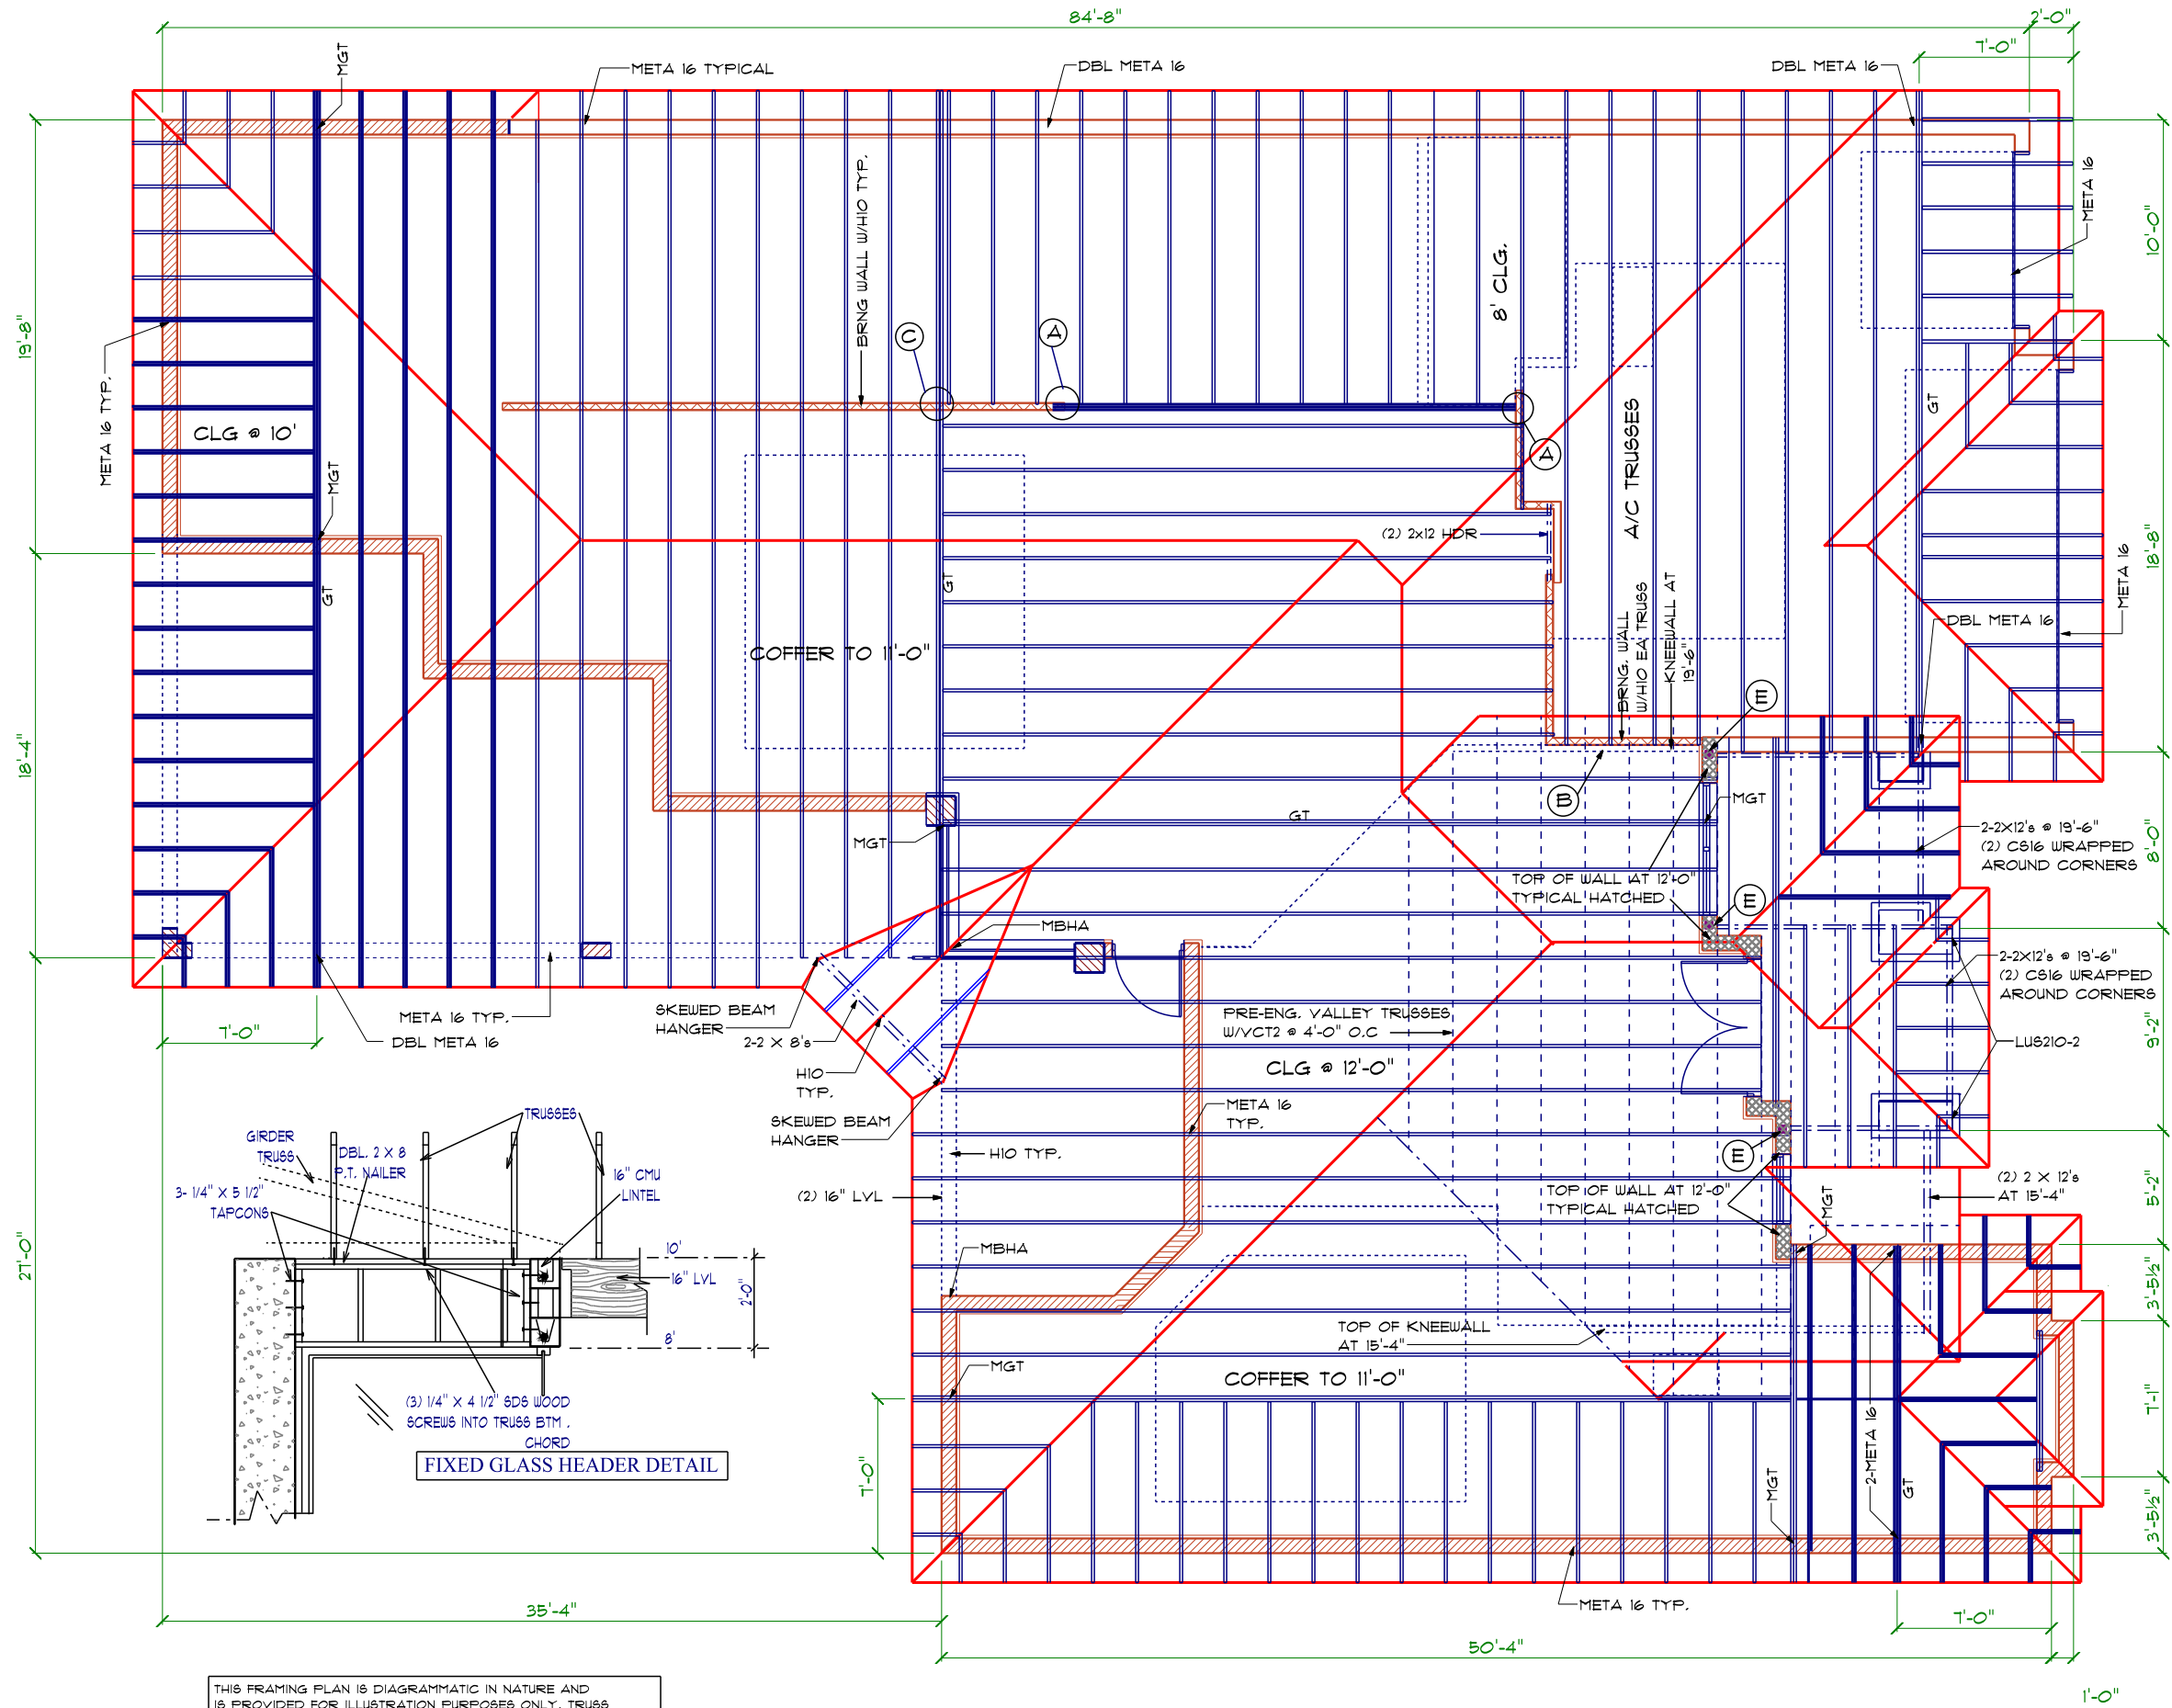 84'-8"
2'-0"
7'-0"
MGT
META 16 TYPICAL
DBL META 16
DBL META 16
META 16
10'-0"
19'-8"
META 16 TYP.
CLG @ 10'
MGT
GT
BRNG WALL W/H10 TYP.
C
A
A
8' CLG.
A/C TRUSSES
(2) 2x12 HDR
GT
18'-8"
META 16
DBL META 16
GT
COFFER TO 11'-0"
BRNG. WALL
W/H10 EA TRUSS
KNEEWALL AT
19'-6"
E
B
MGT
GT
MGT
18'-4"
2-2X12's @ 19'-6"
(2) CS16 WRAPPED
AROUND CORNERS
8'-0"
TOP OF WALL AT 12'-0"
TYPICAL HATCHED
E
MBHA
2-2X12's @ 19'-6"
(2) CS16 WRAPPED
AROUND CORNERS
9'-2"
LUS210-2
META 16 TYP.
DBL META 16
7'-0"
SKEWED BEAM
HANGER
2-2 X 8's
H10
TYP.
SKEWED BEAM
HANGER
PRE-ENG. VALLEY TRUSSES
W/VCT2 @ 4'-0" O.C
CLG @ 12'-0"
META 16
TYP.
H10 TYP.
(2) 16" LVL
E
TOP OF WALL AT 12'-0"
TYPICAL HATCHED
MGT
(2) 2 X 12's
AT 15'-4"
5'-2"
MBHA
TOP OF KNEEWALL
AT 15'-4"
MGT
COFFER TO 11'-0"
3'-5½"
7'-1"
3'-5½"
2-META 16
GT
MGT
27'-0"
7'-0"
TRUSSES
GIRDER
TRUSS
DBL. 2 X 8
P.T. NAILER
3- 1/4" X 5 1/2"
TAPCONS
16" CMU
LINTEL
10'
16" LVL
2'-0"
8'
(3) 1/4" X 4 1/2" SDS WOOD
SCREWS INTO TRUSS BTM .
CHORD
FIXED GLASS HEADER DETAIL
META 16 TYP.
35'-4"
7'-0"
50'-4"
1'-0"
THIS FRAMING PLAN IS DIAGRAMMATIC IN NATURE AND
IS PROVIDED FOR ILLUSTRATION PURPOSES ONLY. TRUSS